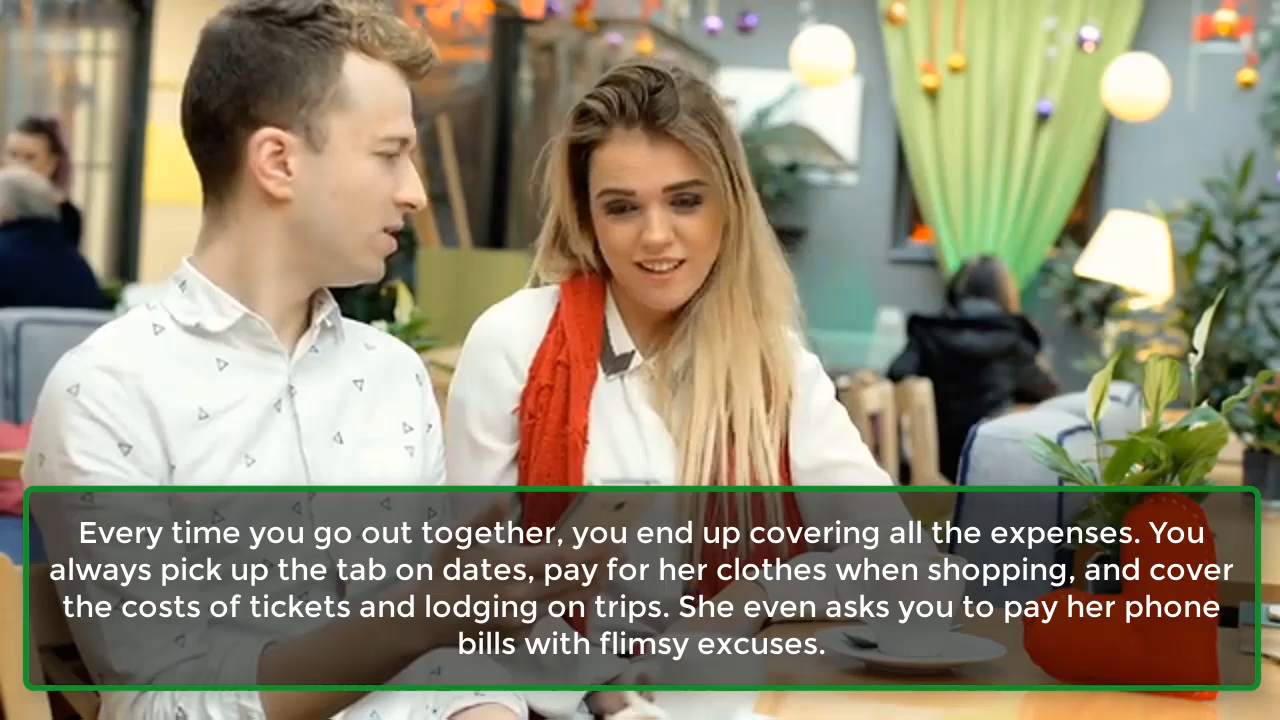 Every time you go out together, you end up covering all the expenses. You
always pick up the tab on dates, pay for her clothes when shopping, and cover
the costs of tickets and lodging on trips. She even asks you to pay her phone
bills with flimsy excuses.